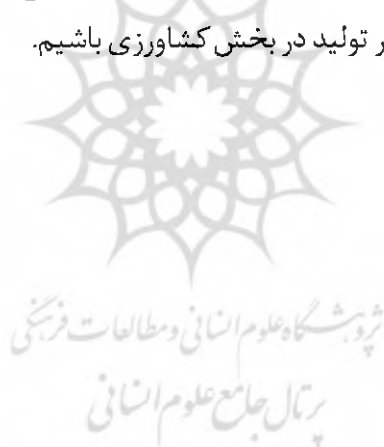 ر تولید در بخش کشاورزی باشیم.
پژوهشگاه علوم انسانی و مطالعات فرهنگی
پرتال جامع علوم انسانی